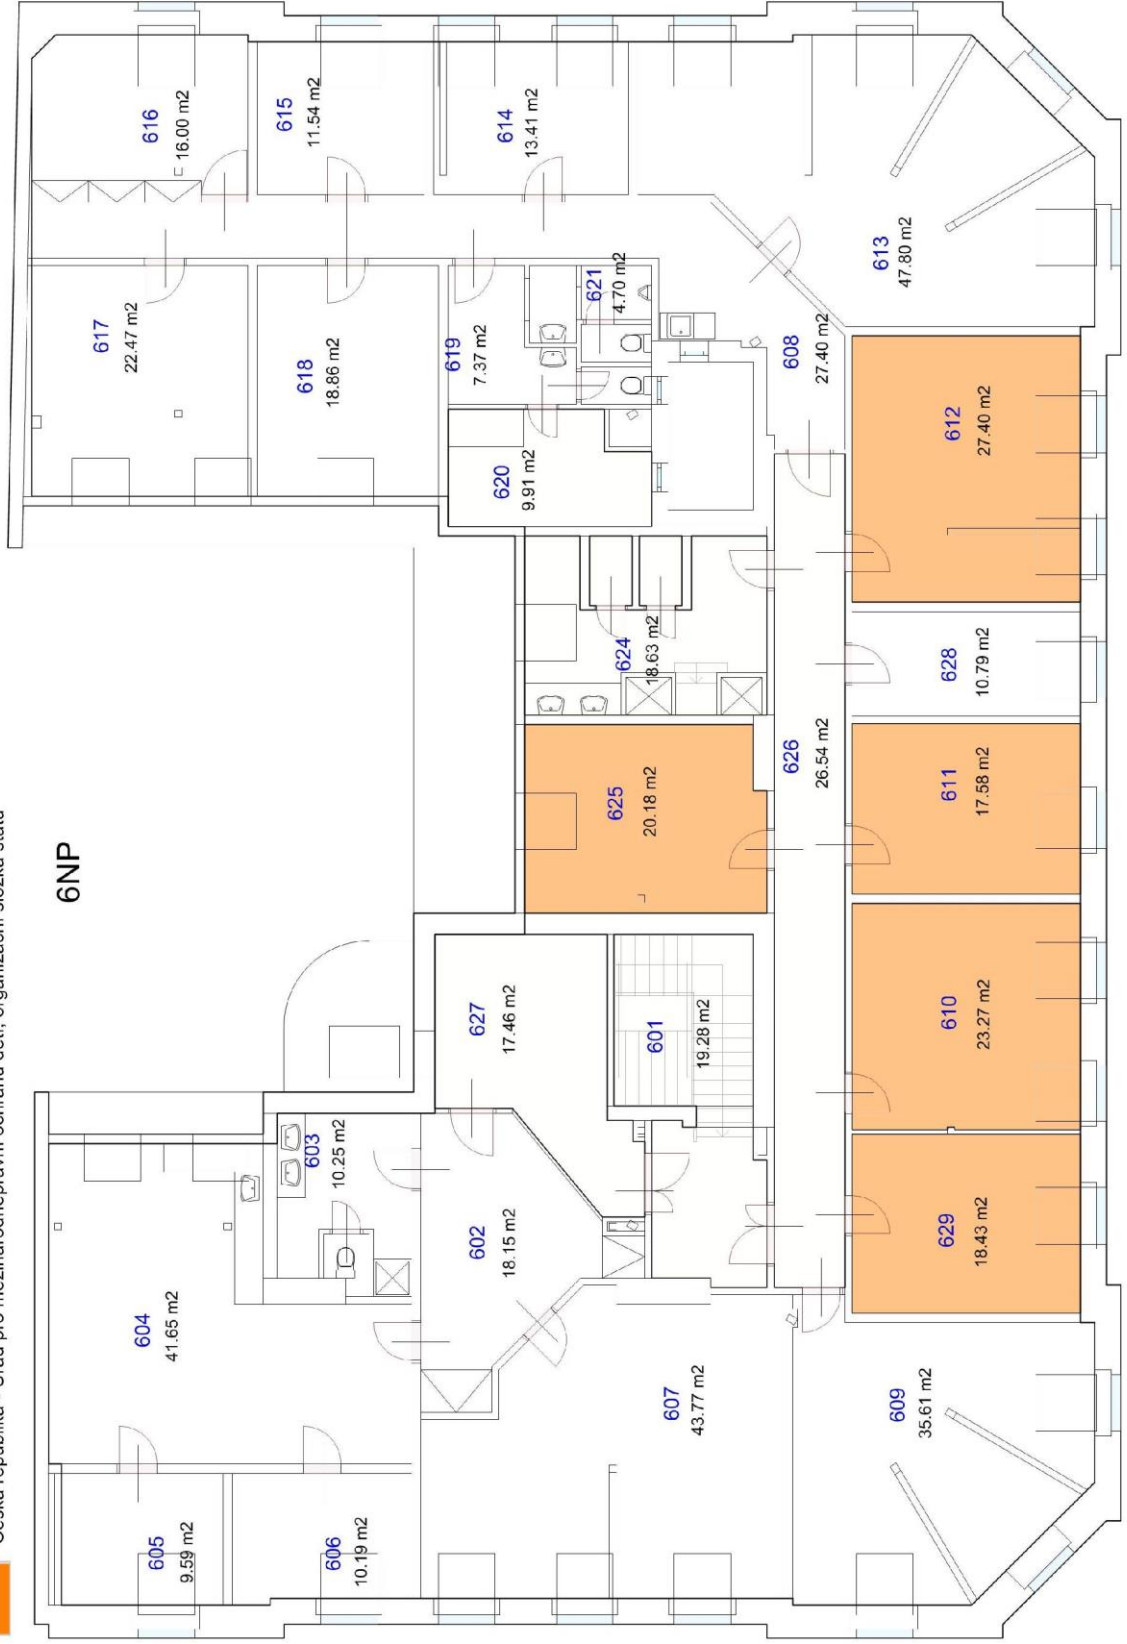 Česká republika - Úřad pro mezinárodněprávní ochranu dětí, organizační složka státu
6NP
605
9.59 m2
604
41.65 m2
617
22.47 m2
616
16.00 m2
606
10.19 m2
603
10.25 m2
618
18.86 m2
615
11.54 m2
602
18.15 m2
627
17.46 m2
620
9.91 m2
619
7.37 m2
614
13.41 m2
621
4.70 m2
607
43.77 m2
601
19.28 m2
625
20.18 m2
624
18.63 m2
626
26.54 m2
608
27.40 m2
609
35.61 m2
613
47.80 m2
629
18.43 m2
610
23.27 m2
611
17.58 m2
628
10.79 m2
612
27.40 m2